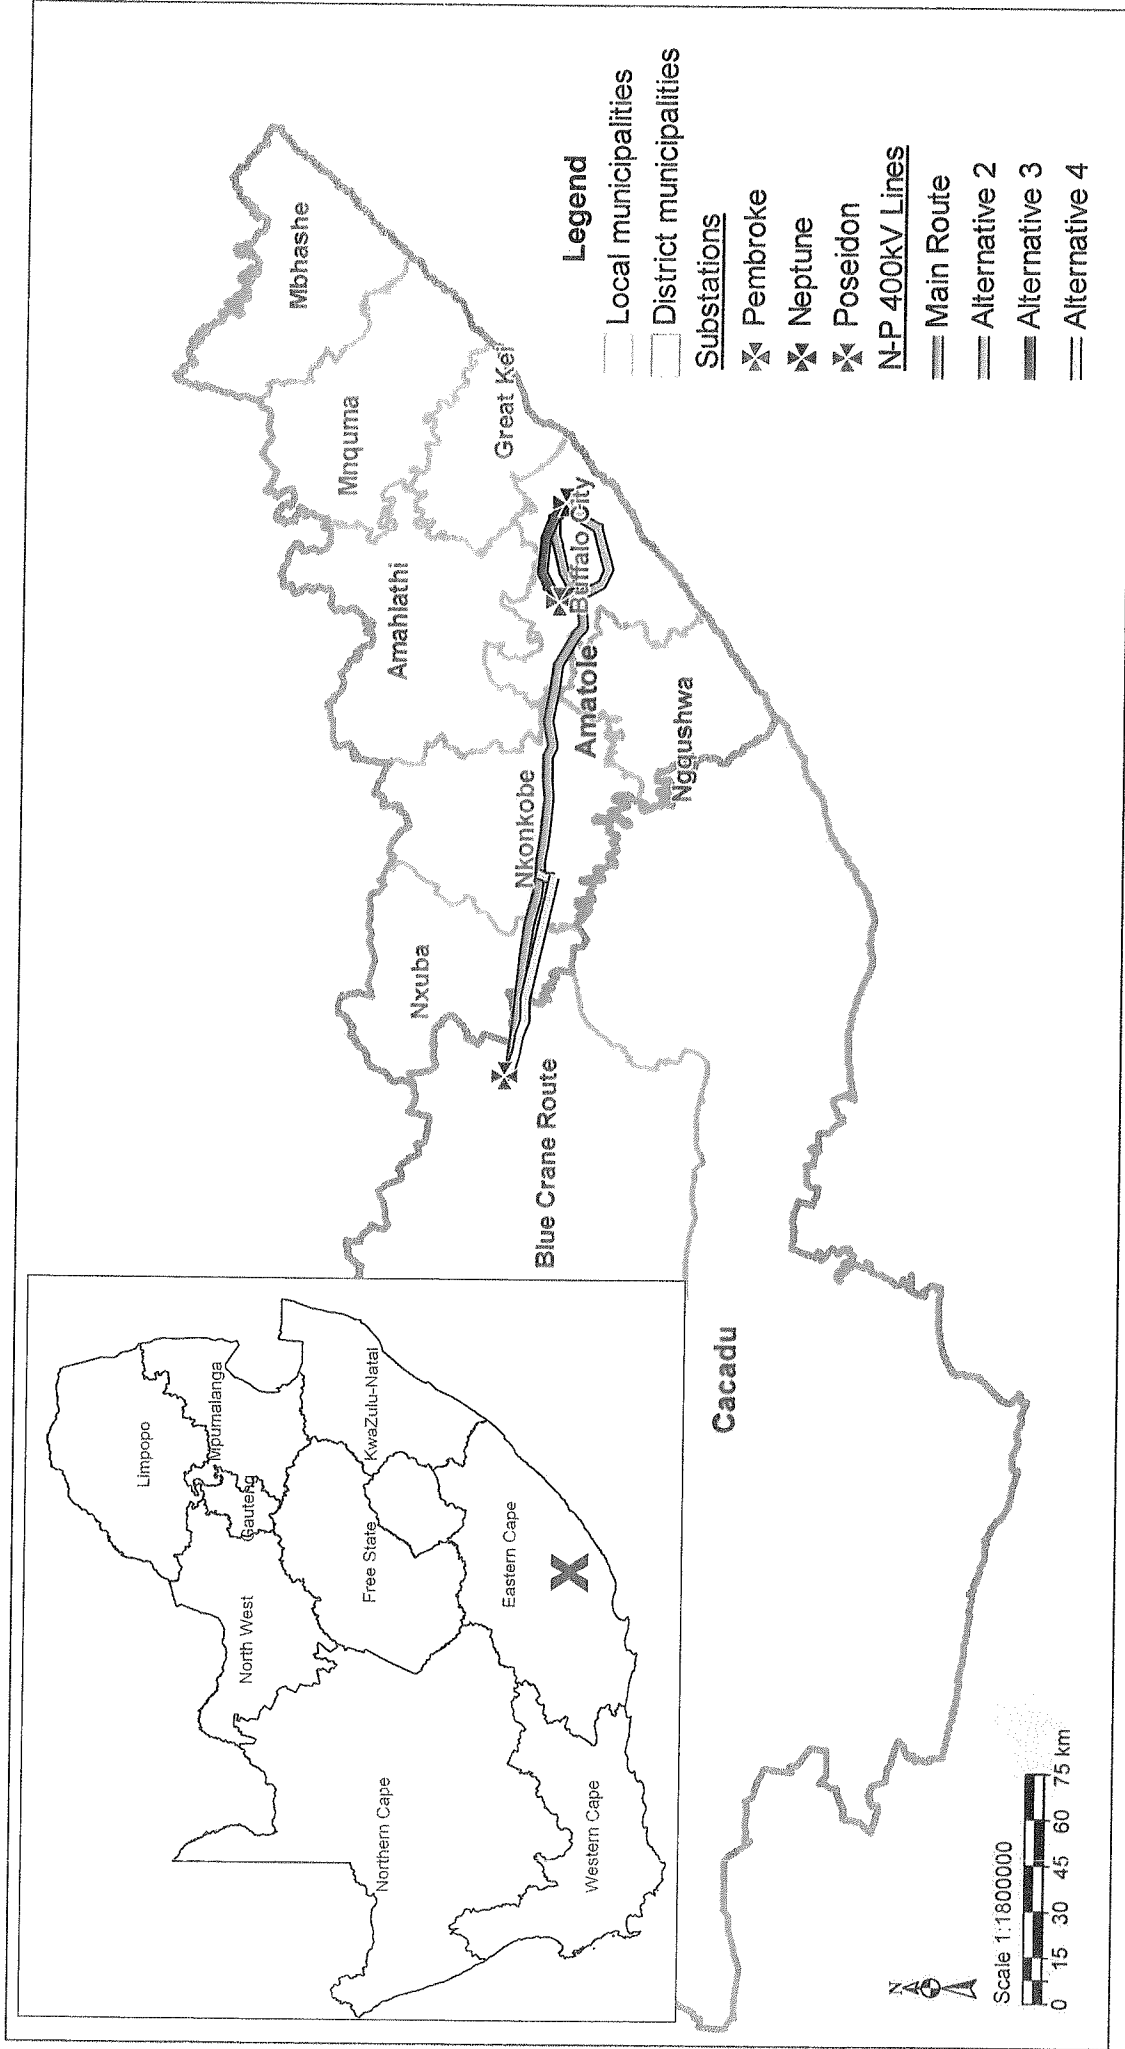 Limpopo
Mpumalanga
Gauteng
North West
KwaZulu-Natal
Free State
Northern Cape
Eastern Cape
X
Western Cape
Mbhashe
Mnquma
Great Kei
Amahlathi
Buffalo City
Amatole
Nkonkobe
Ngqushwa
Nxuba
Blue Crane Route
Cacadu
Legend
Local municipalities
District municipalities
Substations
Pembroke
Neptune
Poseidon
N-P 400kV Lines
Main Route
Alternative 2
Alternative 3
Alternative 4
N
Scale 1:1800000
0 15 30 45 60 75 km